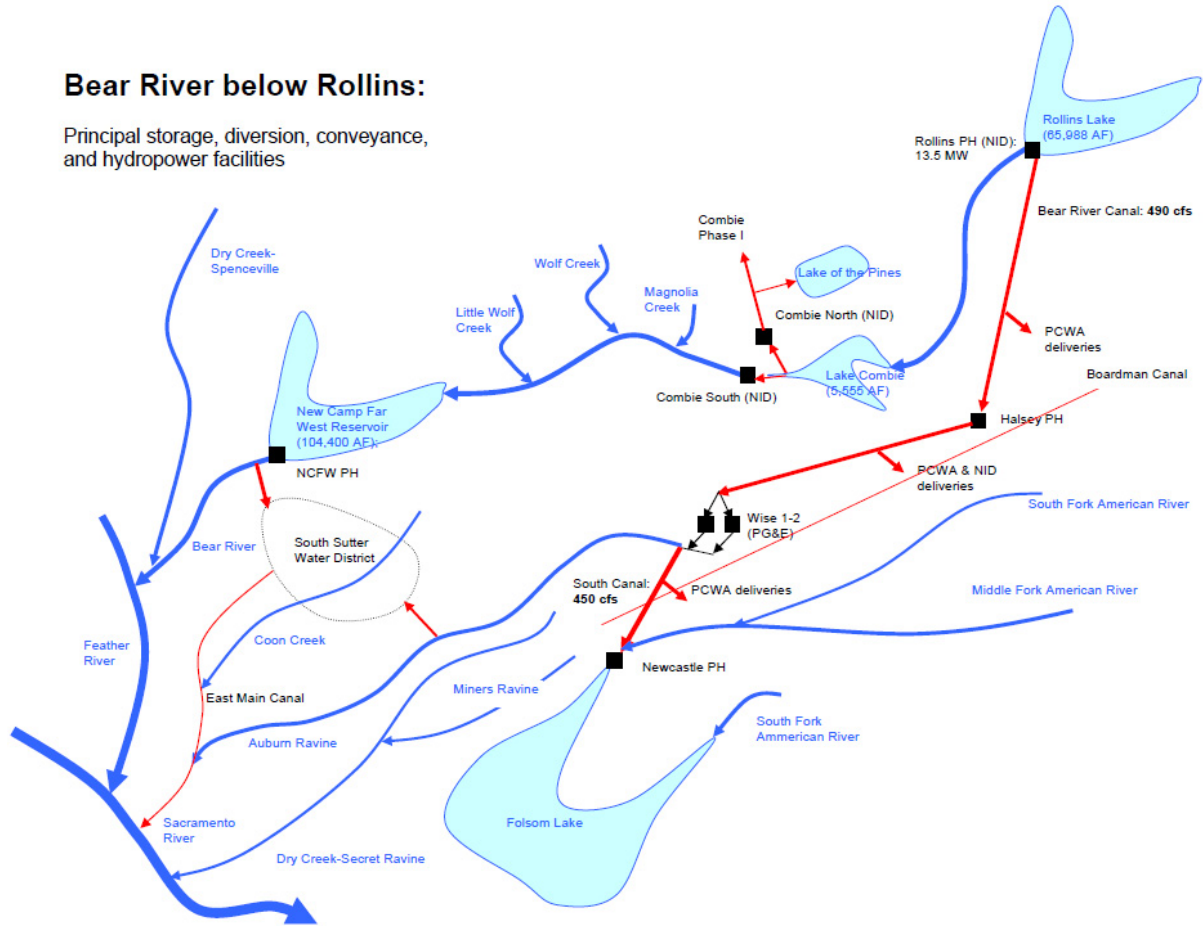 Bear River below Rollins:
Principal storage, diversion, conveyance,
and hydropower facilities
Rollins Lake
(65,988 AF)
Rollins PH (NID):
13.5 MW
Bear River Canal: 490 cfs
Combie
Phase I
Dry Creek-
Spenceville
Wolf Creek
Lake of the Pines
Magnolia
Creek
Little Wolf
Creek
Combie North (NID)
PCWA
deliveries
Lake Combie
(5,555 AF)
Boardman Canal
Combie South (NID)
New Camp Far
West Reservoir
(104,400 AF):
Halsey PH
NCFW PH
PCWA & NID
deliveries
South Fork American River
Wise 1-2
(PG&E)
Bear River
South Sutter
Water District
South Canal:
450 cfs
PCWA deliveries
Middle Fork American River
Feather
River
Coon Creek
Newcastle PH
East Main Canal
Miners Ravine
Auburn Ravine
South Fork
Ammerican River
Sacramento
River
Folsom Lake
Dry Creek-Secret Ravine